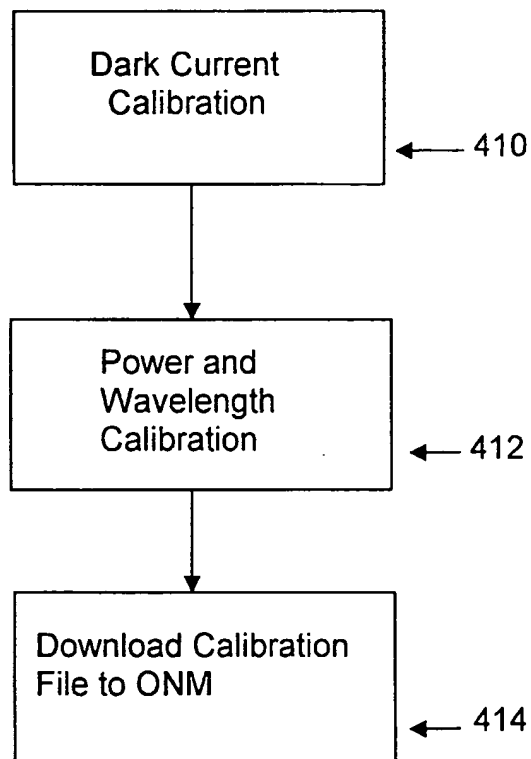 Dark Current
Calibration
410
Power and
Wavelength
Calibration
412
Download Calibration
File to ONM
414